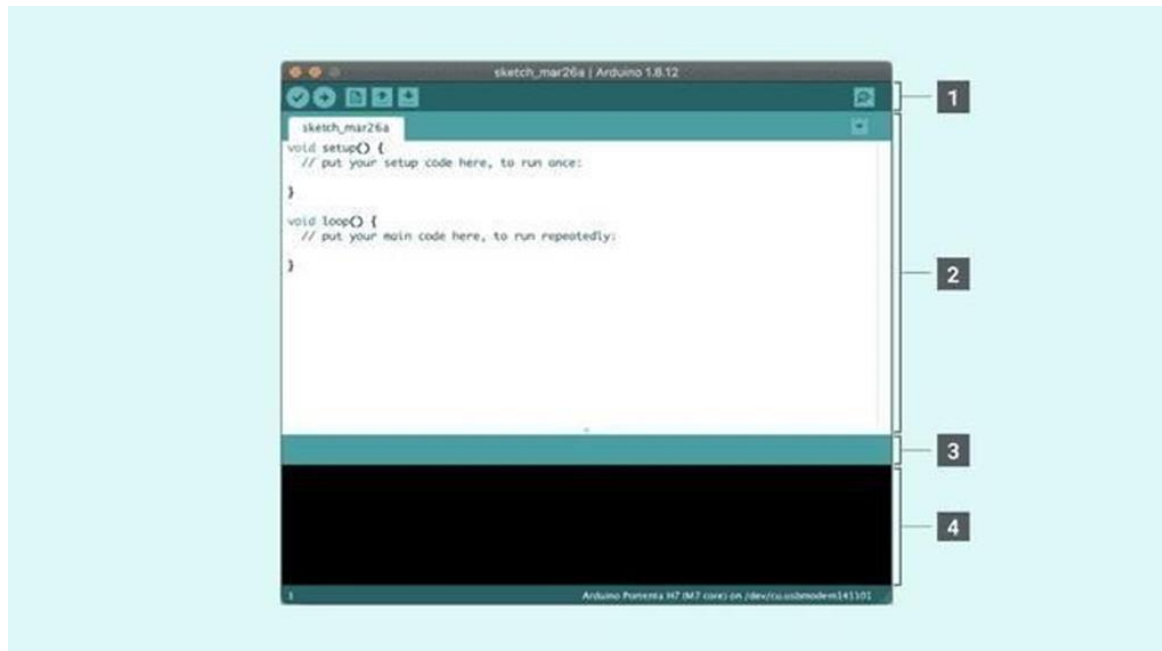 sketch_mar26a | Arduino 1.8.12
1
sketch_mar26a
void setup() {
// put your setup code here, to run once:
}
void loop() {
// put your main code here, to run repeatedly:
}
2
3
4
1
Arduino Portenta H7 (M7 core) on /dev/cu.usbmodem141101